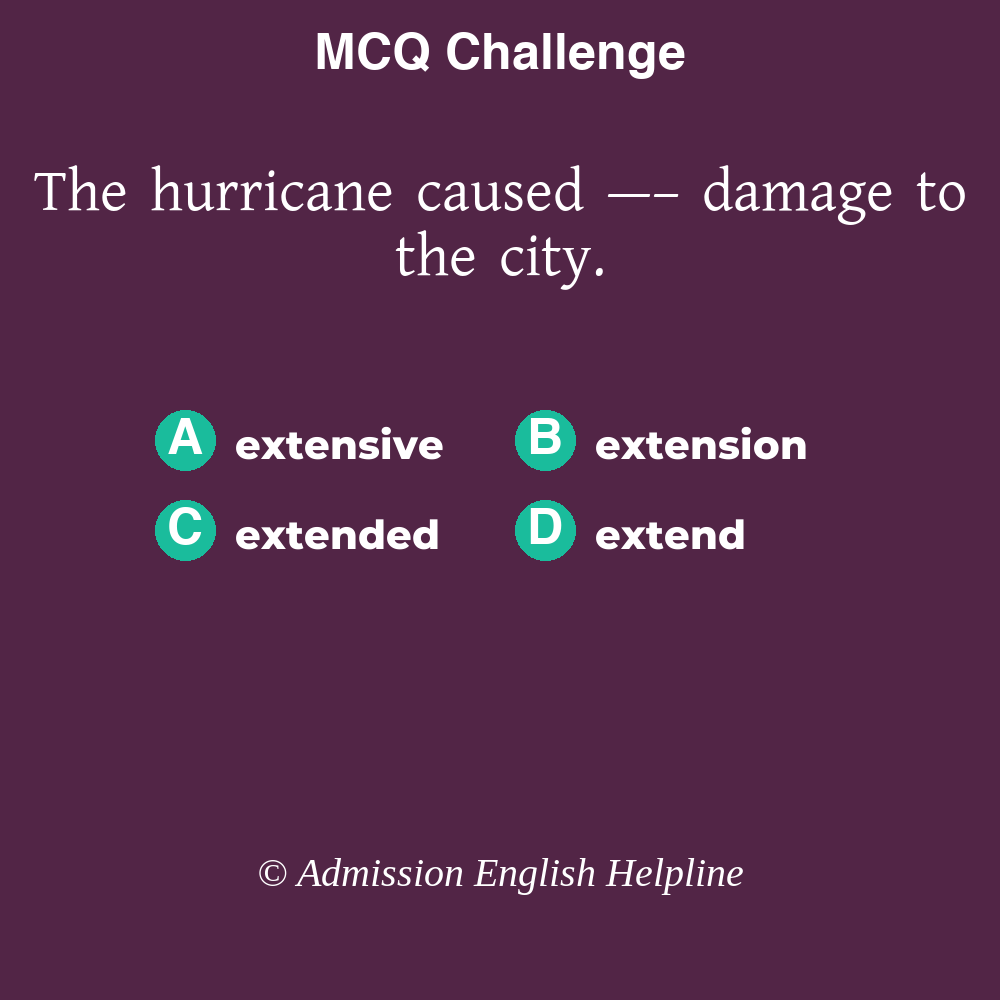 MCQ Challenge
The hurricane caused —– damage to
the city.
A extensive B extension
C extended D extend
© Admission English Helpline